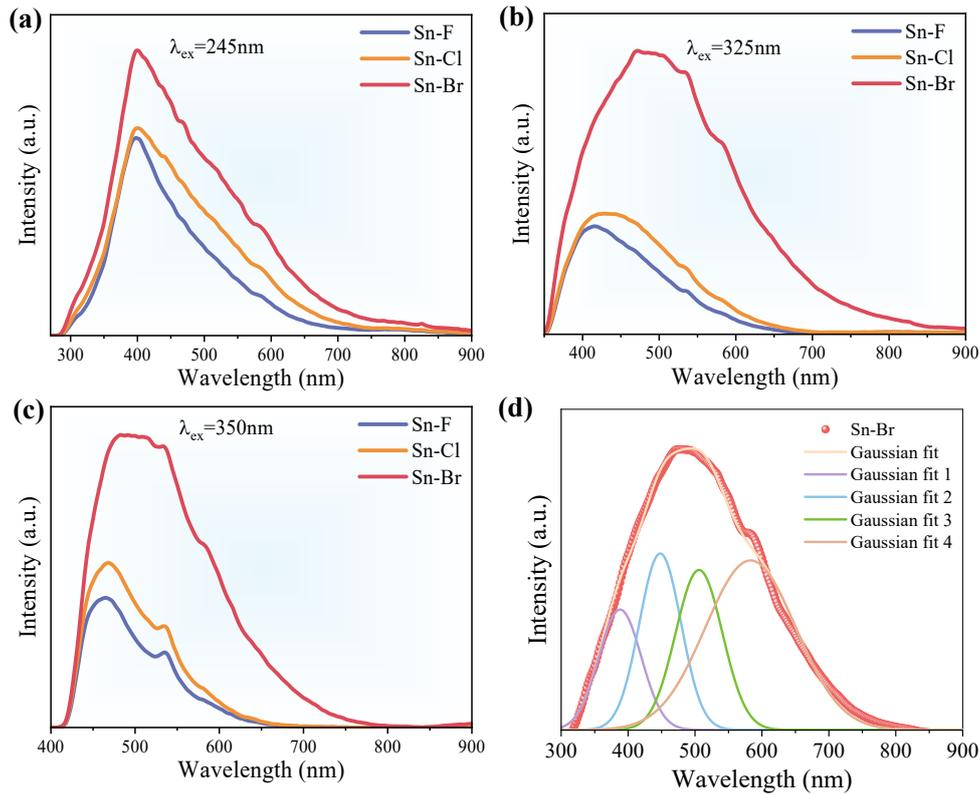 (a)
λex=245nm
Sn-F
Sn-Cl
Sn-Br
Intensity (a.u.)
300 400 500 600 700 800 900
Wavelength (nm)
(b)
λex=325nm
Sn-F
Sn-Cl
Sn-Br
Intensity (a.u.)
400 500 600 700 800 900
Wavelength (nm)
(c)
λex=350nm
Sn-F
Sn-Cl
Sn-Br
Intensity (a.u.)
400 500 600 700 800 900
Wavelength (nm)
(d)
Sn-Br
Gaussian fit
Gaussian fit 1
Gaussian fit 2
Gaussian fit 3
Gaussian fit 4
Intensity (a.u.)
300 400 500 600 700 800 900
Wavelength (nm)